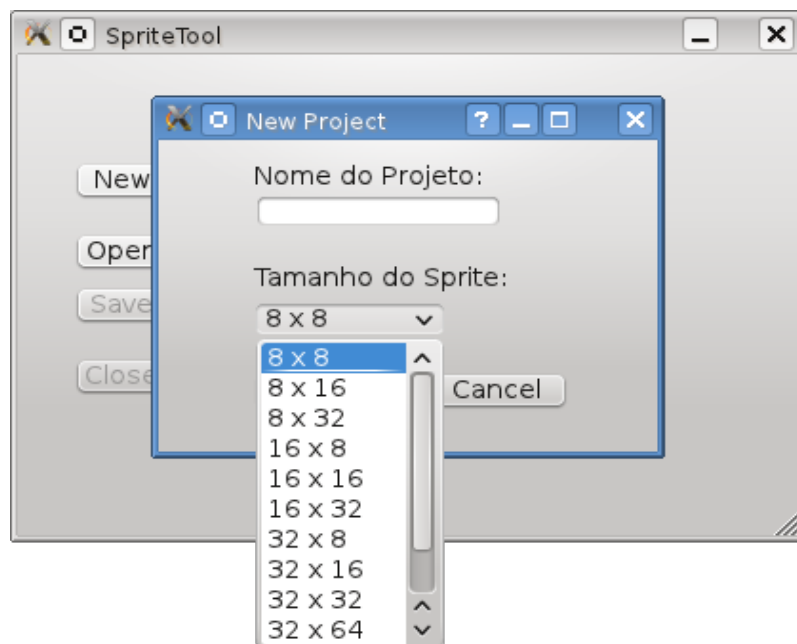 SpriteTool
New Project
New
Nome do Projeto:
Open
Tamanho do Sprite:
Save
8 x 8
8 x 8
Close
Cancel
8 x 16
8 x 32
16 x 8
16 x 16
16 x 32
32 x 8
32 x 16
32 x 32
32 x 64